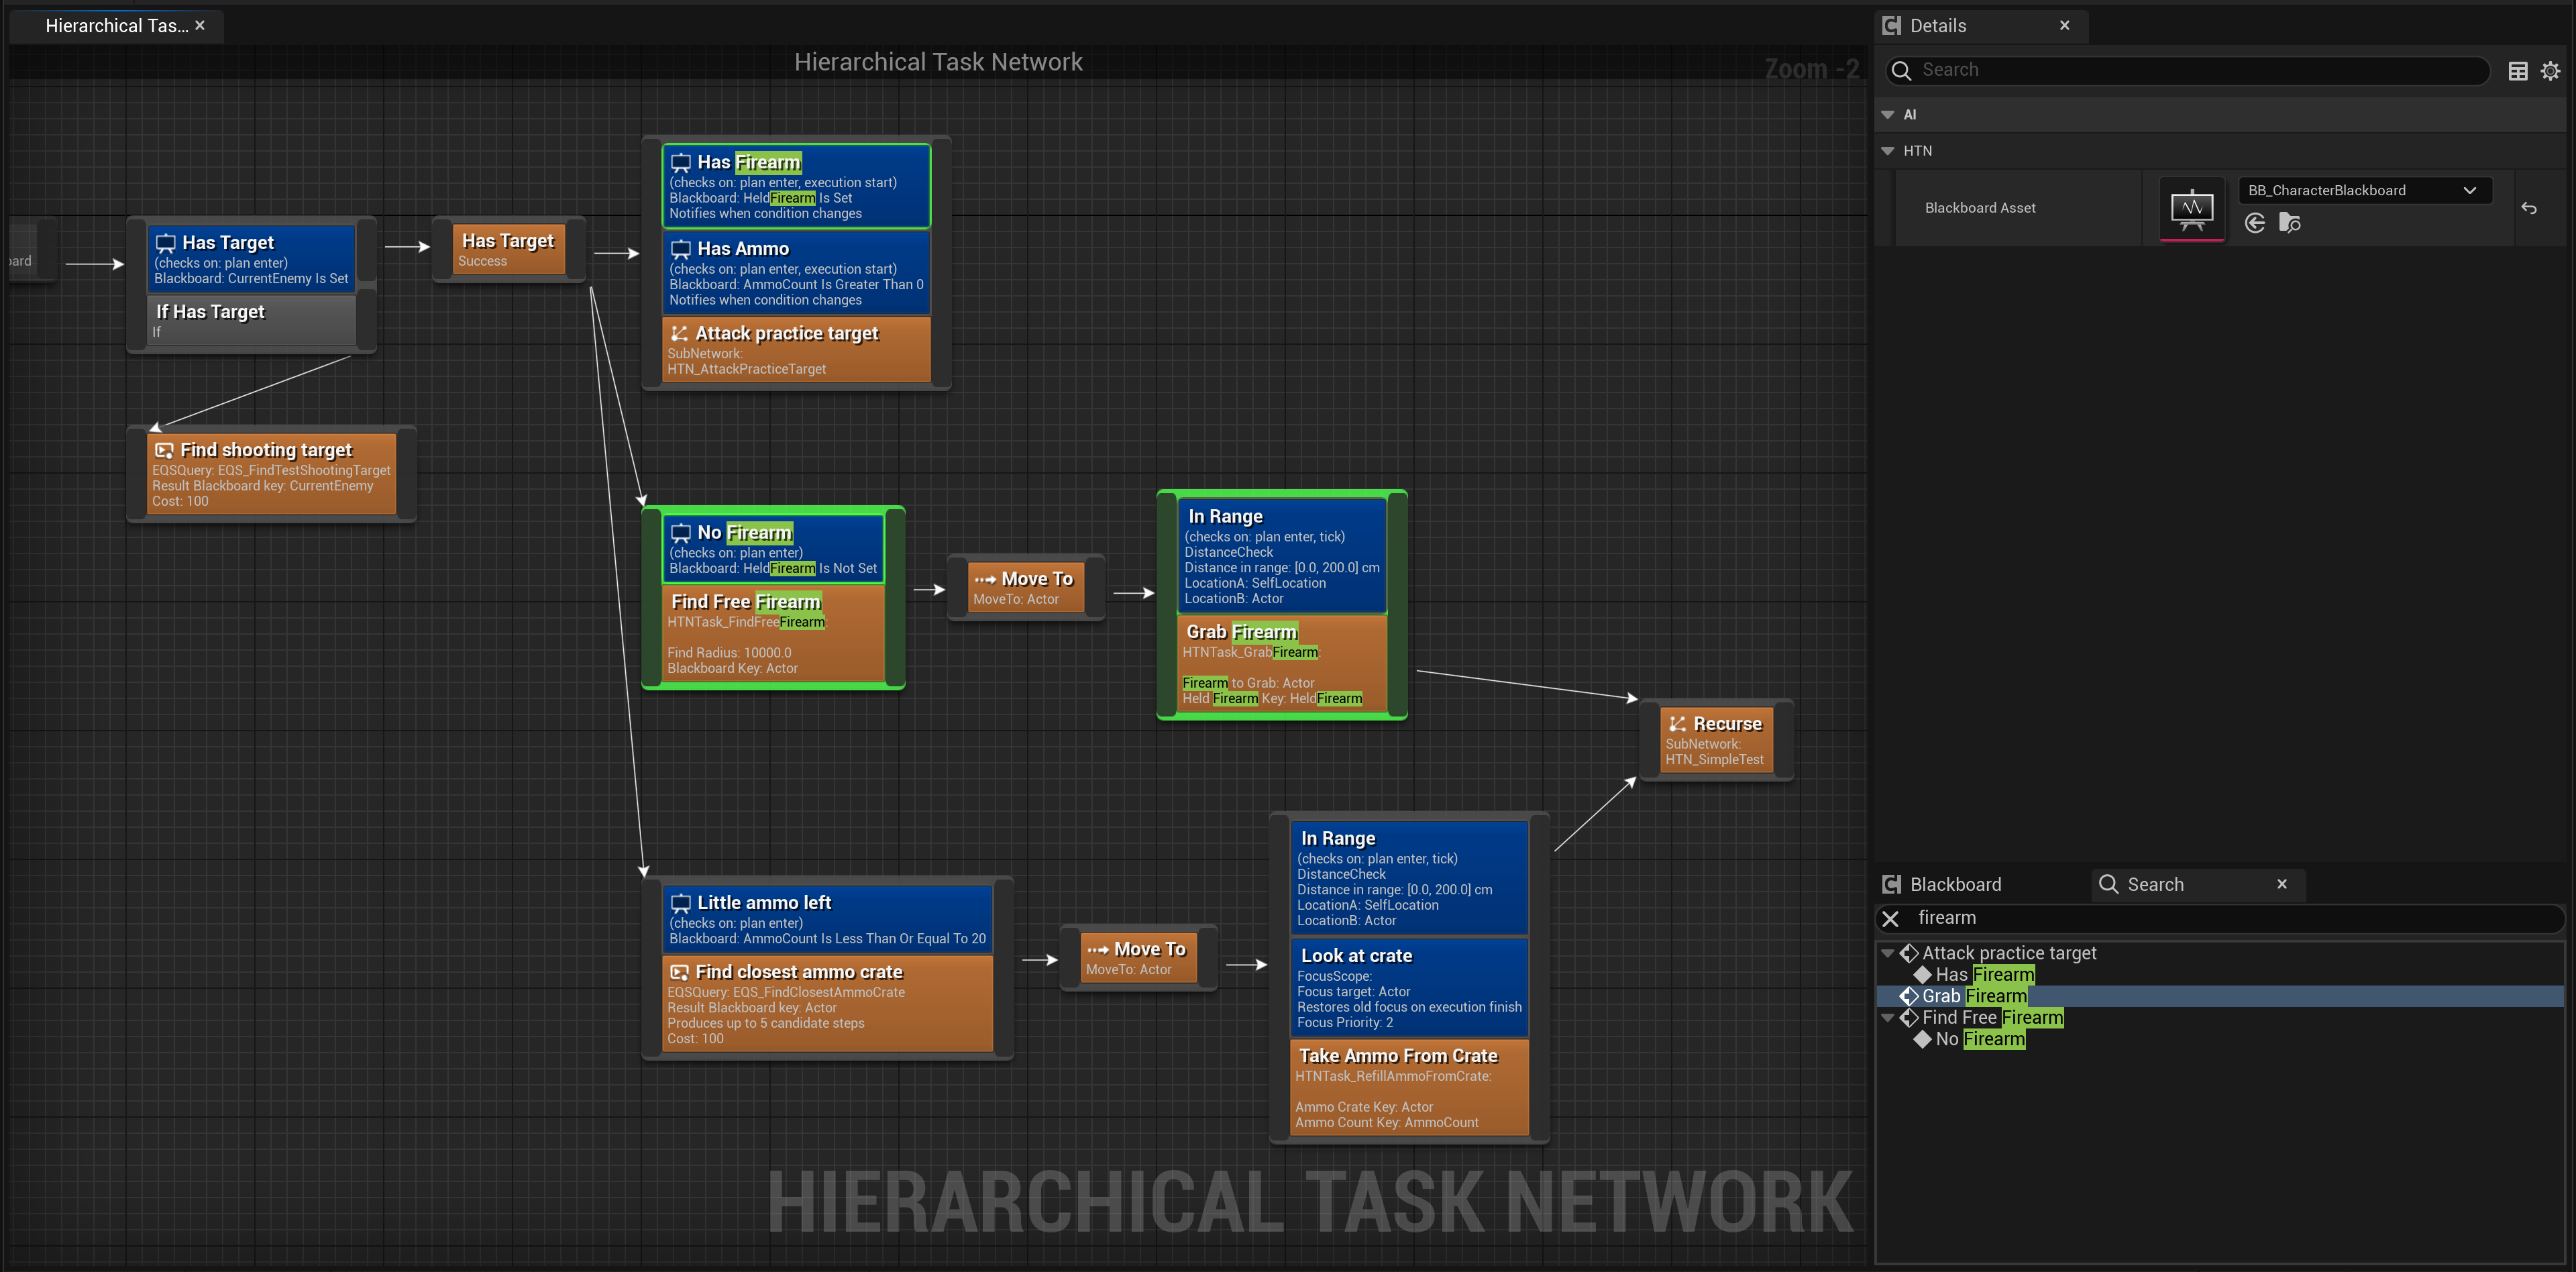 Hierarchical Tas...
Hierarchical Task Network
Zoom -2
Has Firearm
(checks on: plan enter, execution start)
Blackboard: HeldFirearm Is Set
Notifies when condition changes
Has Ammo
(checks on: plan enter, execution start)
Blackboard: AmmoCount Is Greater Than 0
Notifies when condition changes
Attack practice target
SubNetwork:
HTN_AttackPracticeTarget
Has Target
(checks on: plan enter)
Blackboard: CurrentEnemy Is Set
If Has Target
If
Has Target
Success
Find shooting target
EQSQuery: EQS_FindTestShootingTarget
Result Blackboard key: CurrentEnemy
Cost: 100
No Firearm
(checks on: plan enter)
Blackboard: HeldFirearm Is Not Set
Find Free Firearm
HTNTask_FindFreeFirearm:
Find Radius: 10000.0
Blackboard Key: Actor
Move To
MoveTo: Actor
In Range
(checks on: plan enter, tick)
DistanceCheck
Distance in range: [0.0, 200.0] cm
LocationA: SelfLocation
LocationB: Actor
Grab Firearm
HTNTask_GrabFirearm:
Firearm to Grab: Actor
Held Firearm Key: HeldFirearm
Recurse
SubNetwork:
HTN_SimpleTest
Little ammo left
(checks on: plan enter)
Blackboard: AmmoCount Is Less Than Or Equal To 20
Find closest ammo crate
EQSQuery: EQS_FindClosestAmmoCrate
Result Blackboard key: Actor
Produces up to 5 candidate steps
Cost: 100
Move To
MoveTo: Actor
In Range
(checks on: plan enter, tick)
DistanceCheck
Distance in range: [0.0, 200.0] cm
LocationA: SelfLocation
LocationB: Actor
Look at crate
FocusScope:
Focus target: Actor
Restores old focus on execution finish
Focus Priority: 2
Take Ammo From Crate
HTNTask_RefillAmmoFromCrate:
Ammo Crate Key: Actor
Ammo Count Key: AmmoCount
HIERARCHICAL TASK NETWORK
Details
Search
AI
HTN
Blackboard Asset
BB_CharacterBlackboard
Blackboard
Search
firearm
Attack practice target
Has Firearm
Grab Firearm
Find Free Firearm
No Firearm